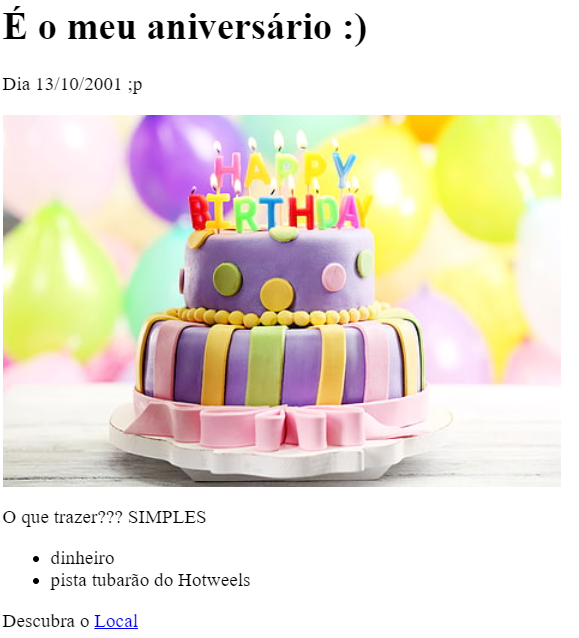 É o meu aniversário :)
Dia 13/10/2001 ;p
HAPPY
BIRTHDAY
O que trazer??? SIMPLES
dinheiro
pista tubarão do Hotweels
Descubra o Local